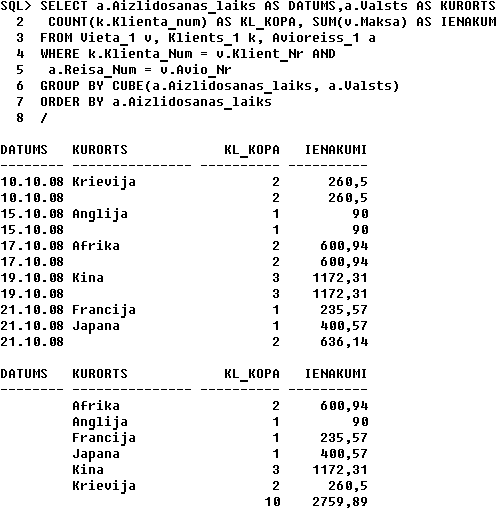 SQL> SELECT a.Aizlidosanas_laiks AS DATUMS,a.Valsts AS KURORTS
2 COUNT(k.Klienta_num) AS KL_KOPA, SUM(v.Maksa) AS IENAKUM
3 FROM Vieta_1 v, Klients_1 k, Avioreiss_1 a
4 WHERE k.Klienta_Num = v.Klient_Nr AND
5 a.Reisa_Num = v.Avio_Nr
6 GROUP BY CUBE(a.Aizlidosanas_laiks, a.Valsts)
7 ORDER BY a.Aizlidosanas_laiks
8 /
DATUMS KURORTS KL_KOPA IENAKUMI
-------- --------------- ---------- ----------
10.10.08 Krievija 2 260,5
10.10.08 2 260,5
15.10.08 Anglija 1 90
15.10.08 1 90
17.10.08 Afrika 2 600,94
17.10.08 2 600,94
19.10.08 Kina 3 1172,31
19.10.08 3 1172,31
21.10.08 Francija 1 235,57
21.10.08 Japana 1 400,57
21.10.08 2 636,14
DATUMS KURORTS KL_KOPA IENAKUMI
-------- --------------- ---------- ----------
Afrika 2 600,94
Anglija 1 90
Francija 1 235,57
Japana 1 400,57
Kina 3 1172,31
Krievija 2 260,5
10 2759,89